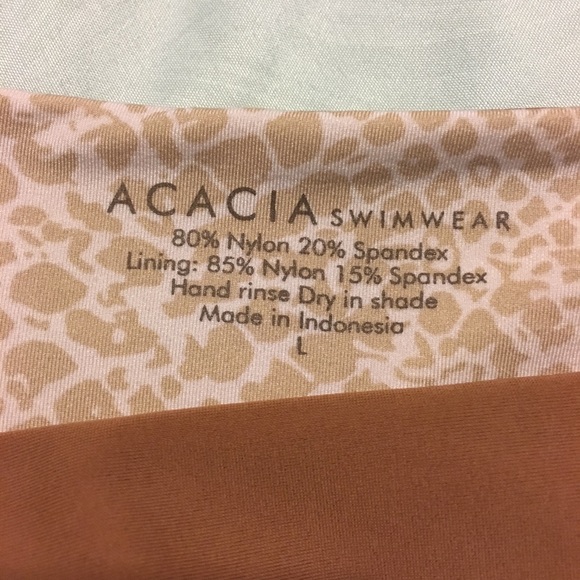 ACACIA SWIMWEAR
80% Nylon 20% Spandex
Lining: 85% Nylon 15% Spandex
Hand rinse Dry in shade
Made in Indonesia
L